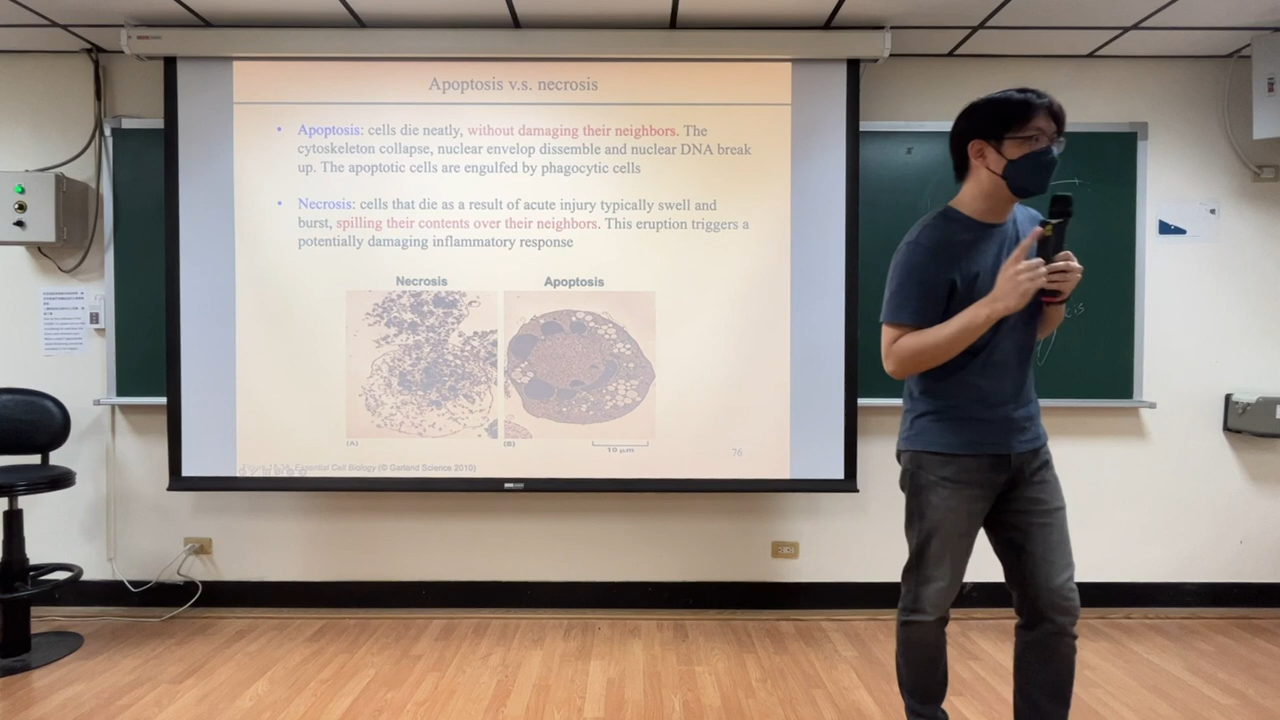 Apoptosis v.s. necrosis
• Apoptosis: cells die neatly, without damaging their neighbors. The
cytoskeleton collapse, nuclear envelop dissemble and nuclear DNA break
up. The apoptotic cells are engulfed by phagocytic cells
• Necrosis: cells that die as a result of acute injury typically swell and
burst, spilling their contents over their neighbors. This eruption triggers a
potentially damaging inflammatory response
Necrosis Apoptosis
(A) (B) 10 µm
76
Essential Cell Biology (© Garland Science 2010)